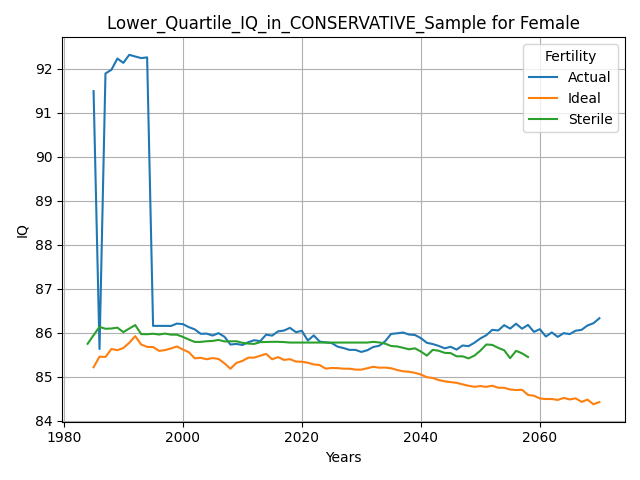 Lower_Quartile_IQ_in_CONSERVATIVE_Sample for Female
Fertility
Actual
Ideal
Sterile
IQ
92
91
90
89
88
87
86
85
84
1980
2000
2020
2040
2060
Years